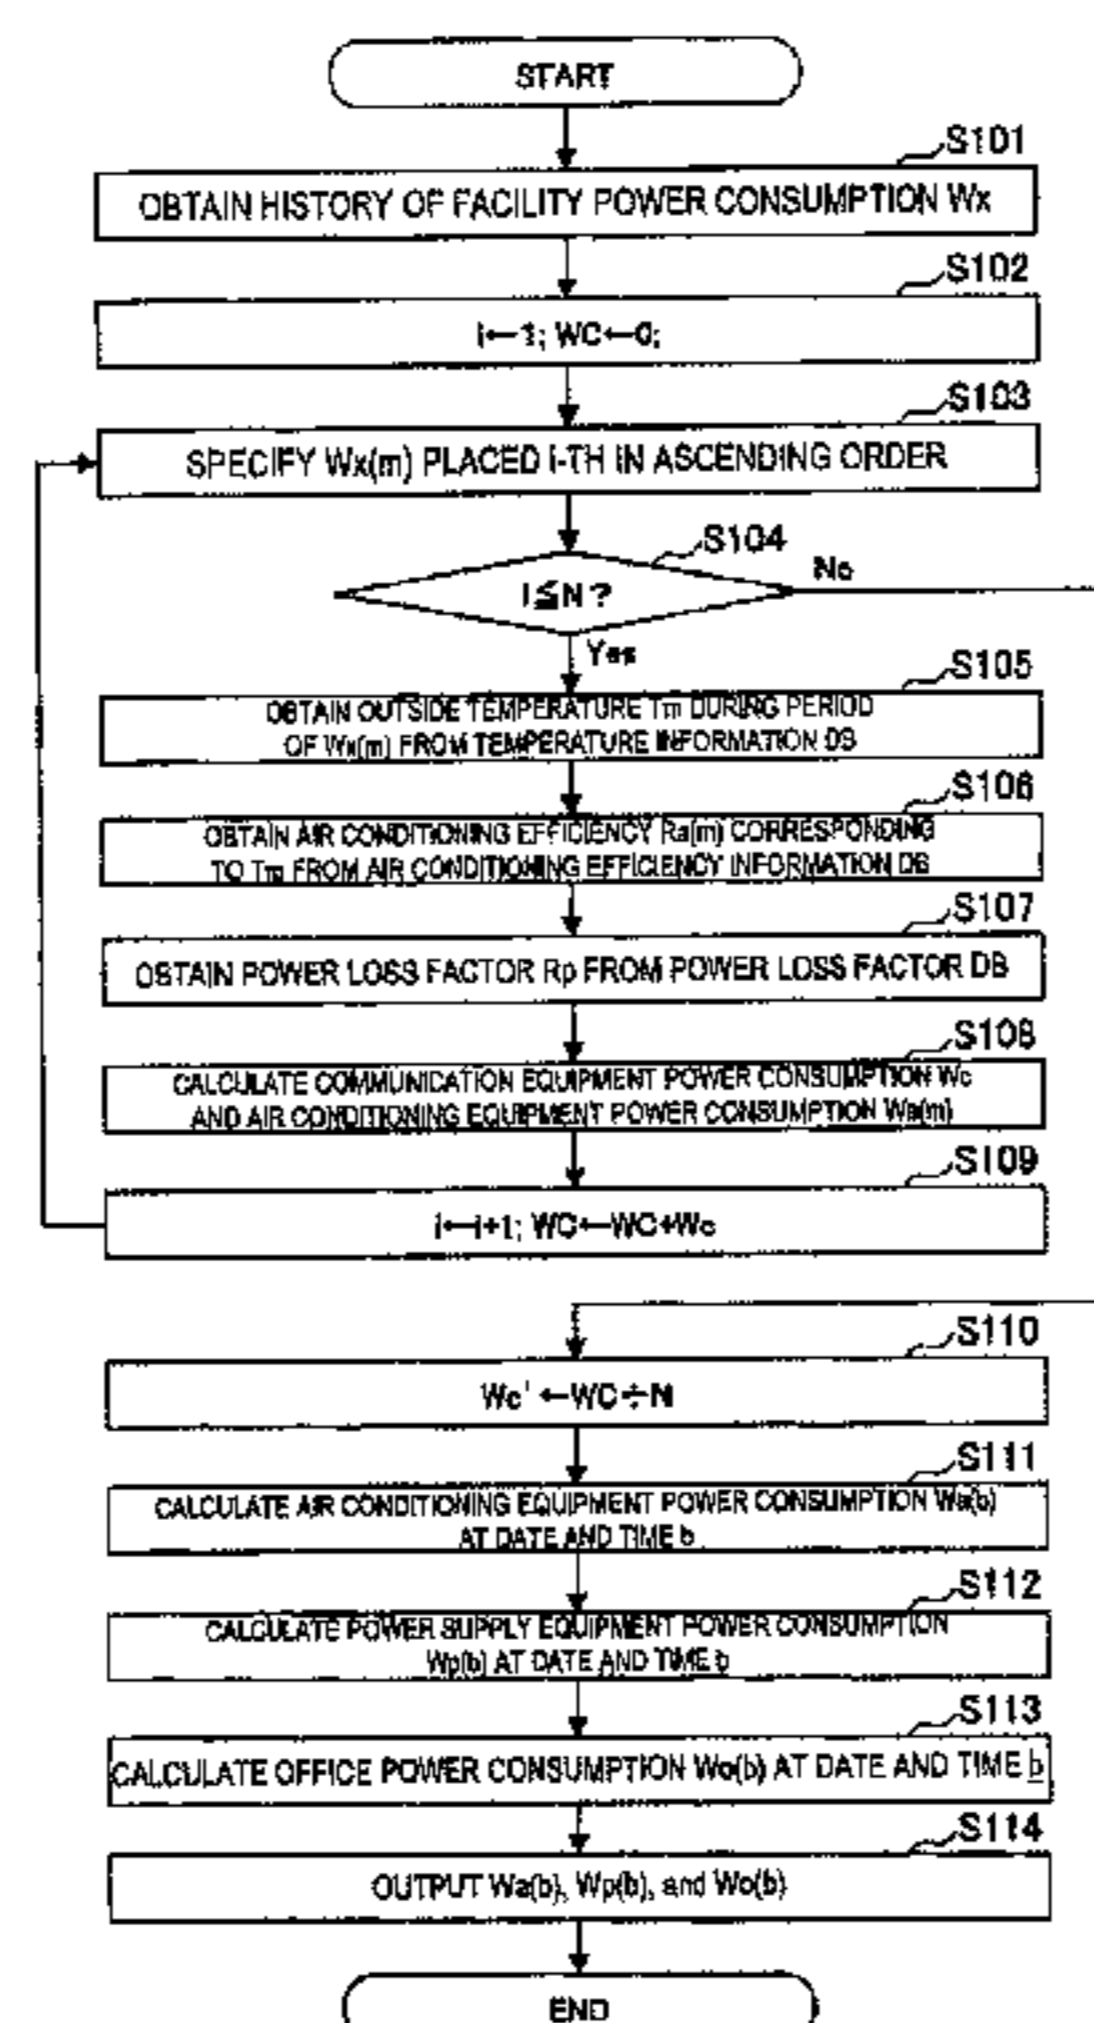 START
S101
OBTAIN HISTORY OF FACILITY POWER CONSUMPTION Wx
S102
i←1; WC←0;
S103
SPECIFY Wx(m) PLACED i-TH IN ASCENDING ORDER
S104
i≦N ?
No
Yes
S105
OBTAIN OUTSIDE TEMPERATURE Tm DURING PERIOD
OF Wx(m) FROM TEMPERATURE INFORMATION DB
S106
OBTAIN AIR CONDITIONING EFFICIENCY Ra(m) CORRESPONDING
TO Tm FROM AIR CONDITIONING EFFICIENCY INFORMATION DB
S107
OBTAIN POWER LOSS FACTOR Rp FROM POWER LOSS FACTOR DB
S108
CALCULATE COMMUNICATION EQUIPMENT POWER CONSUMPTION Wc
AND AIR CONDITIONING EQUIPMENT POWER CONSUMPTION Wa(m)
S109
i←i+1; WC←WC+Wc
S110
Wc' ←WC÷N
S111
CALCULATE AIR CONDITIONING EQUIPMENT POWER CONSUMPTION Wa(b)
AT DATE AND TIME b
S112
CALCULATE POWER SUPPLY EQUIPMENT POWER CONSUMPTION
Wp(b) AT DATE AND TIME b
S113
CALCULATE OFFICE POWER CONSUMPTION Wo(b) AT DATE AND TIME b
S114
OUTPUT Wa(b), Wp(b), and Wo(b)
END